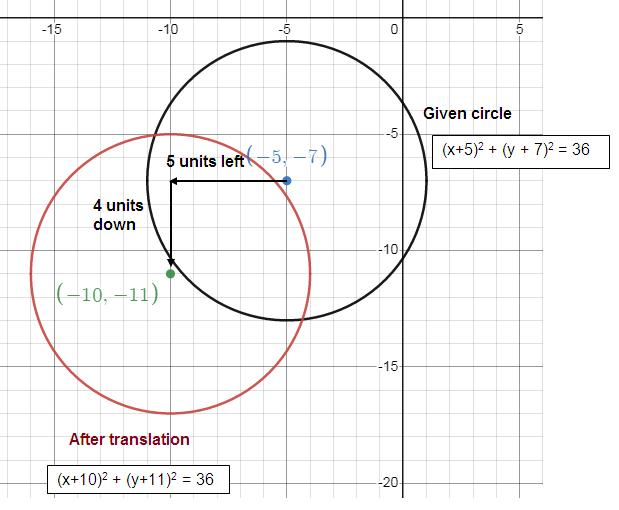 -15 -10 -5 0 5
Given circle
-5
(x+5)² + (y + 7)² = 36
5 units left (−5, −7)
4 units
down
-10
(−10, −11)
-15
After translation
(x+10)² + (y+11)² = 36
-20